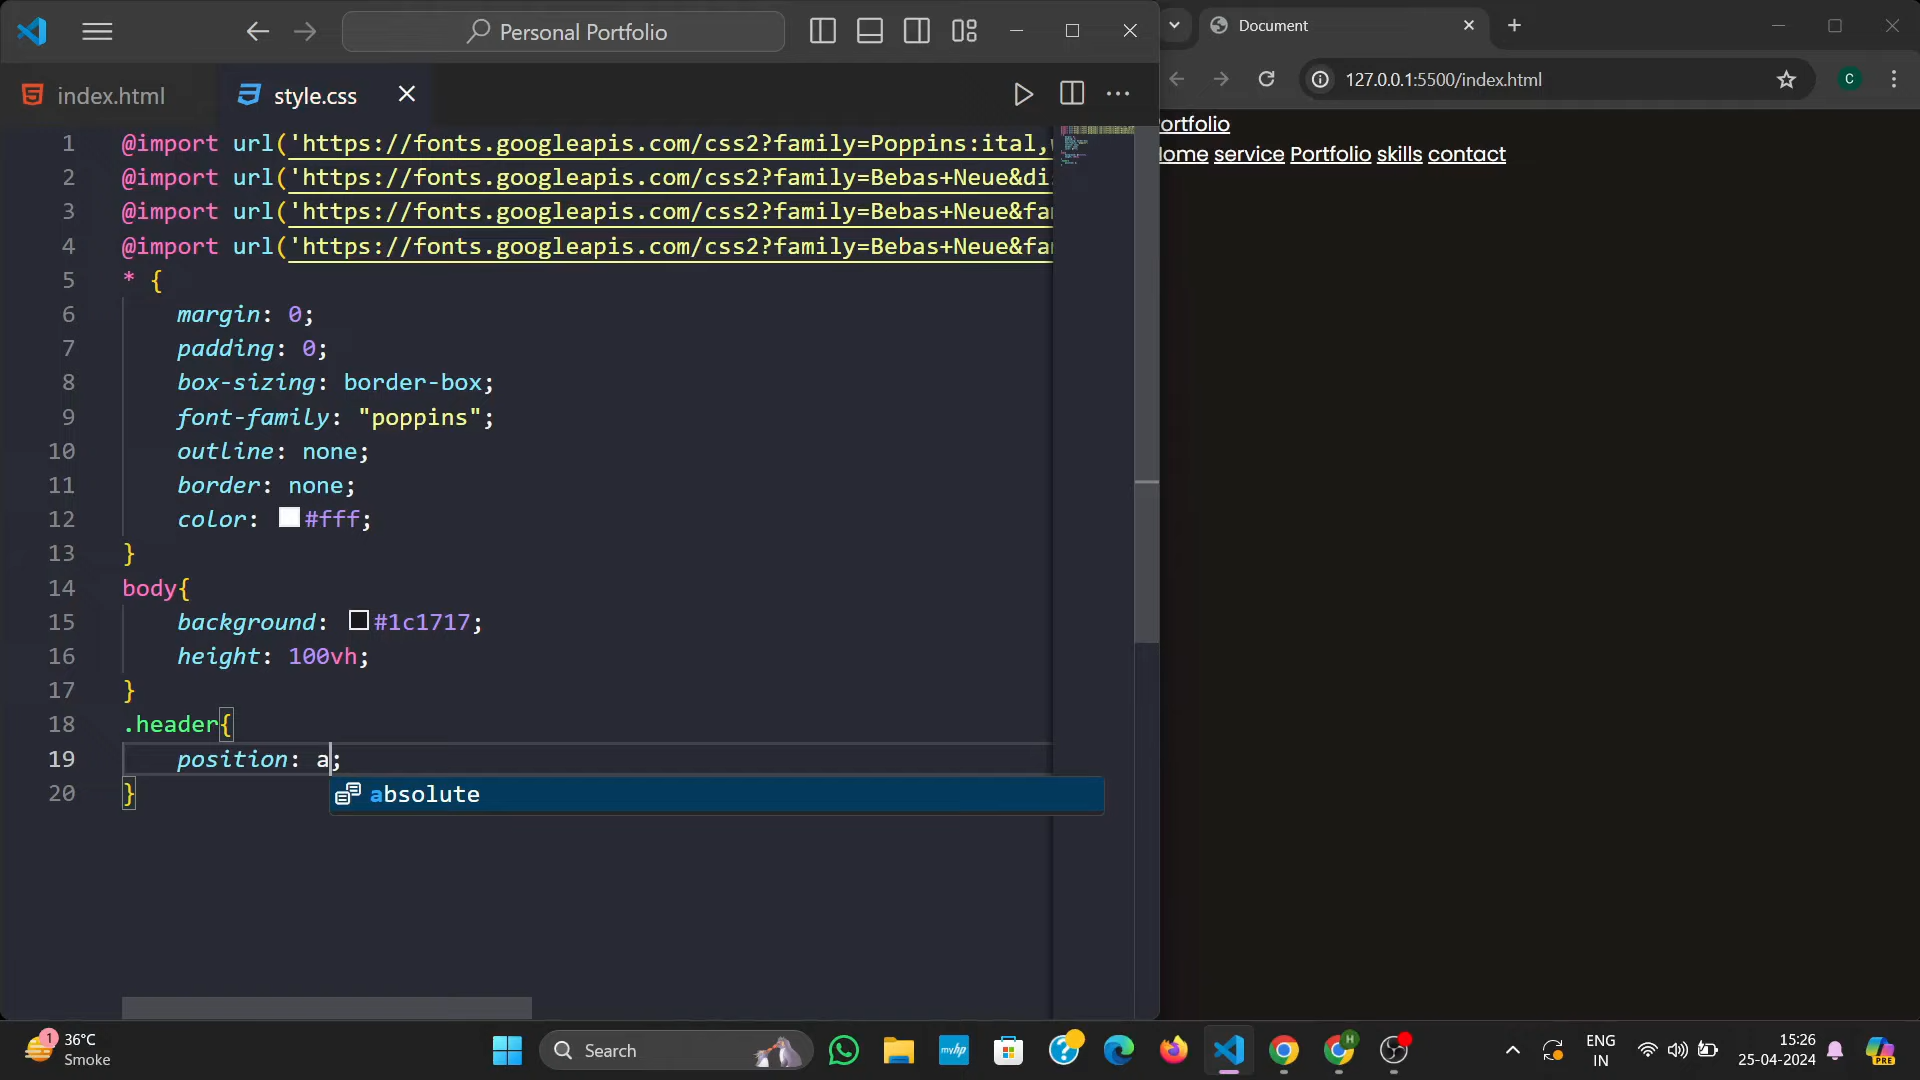 Personal Portfolio
Document
index.html
style.css
127.0.0.1:5500/index.html
C
1 @import url('https://fonts.googleapis.com/css2?family=Poppins:ital,
2 @import url('https://fonts.googleapis.com/css2?family=Bebas+Neue&di
3 @import url('https://fonts.googleapis.com/css2?family=Bebas+Neue&fa
4 @import url('https://fonts.googleapis.com/css2?family=Bebas+Neue&fa
5 * {
6 margin: 0;
7 padding: 0;
8 box-sizing: border-box;
9 font-family: "poppins";
10 outline: none;
11 border: none;
12 color: #fff;
13 }
14 body{
15 background: #1c1717;
16 height: 100vh;
17 }
18 .header{
19 position: a;
20 }
absolute
ortfolio
ome service Portfolio skills contact
1
36°C
Smoke
Search
myhp
H
ENG
IN
15:26
25-04-2024
PRE